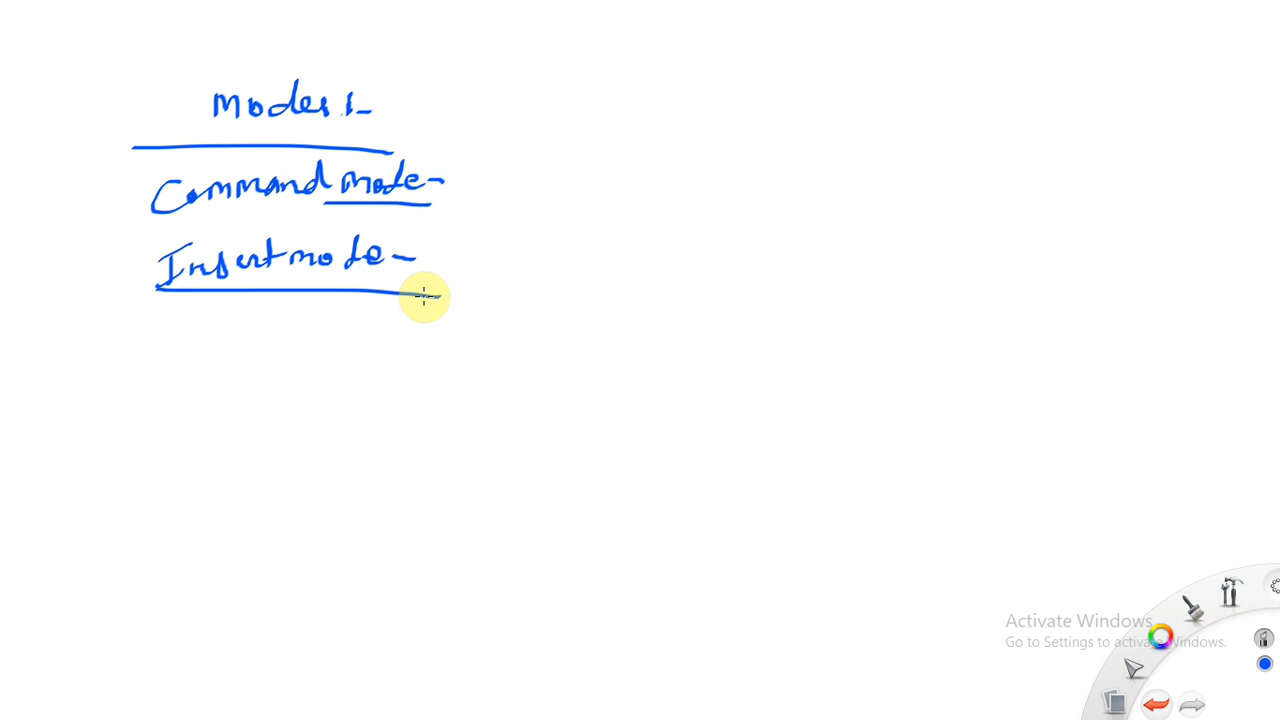 Modes :-
Command mode-
Insert mode -
Activate Windows
Go to Settings to activate Windows.